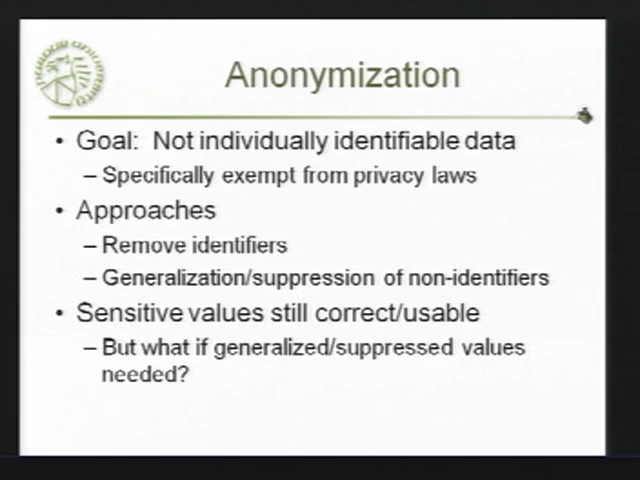 Anonymization
• Goal: Not individually identifiable data
– Specifically exempt from privacy laws
• Approaches
– Remove identifiers
– Generalization/suppression of non-identifiers
• Sensitive values still correct/usable
– But what if generalized/suppressed values
needed?